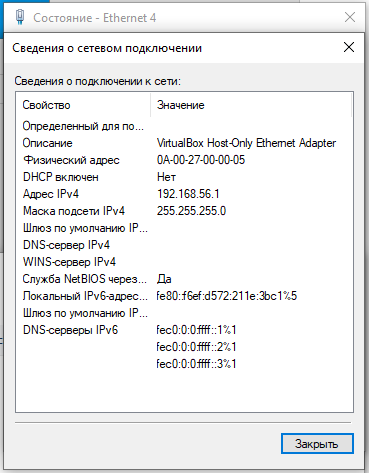 Состояние - Ethernet 4
Сведения о сетевом подключении
Сведения о подключении к сети:
Свойство Значение
Определенный для по...
Описание VirtualBox Host-Only Ethernet Adapter
Физический адрес 0A-00-27-00-00-05
DHCP включен Нет
Адрес IPv4 192.168.56.1
Маска подсети IPv4 255.255.255.0
Шлюз по умолчанию IP...
DNS-сервер IPv4
WINS-сервер IPv4
Служба NetBIOS через... Да
Локальный IPv6-адрес... fe80::f6ef:d572:211e:3bc1%5
Шлюз по умолчанию IP...
DNS-серверы IPv6 fec0:0:0:ffff::1%1
fec0:0:0:ffff::2%1
fec0:0:0:ffff::3%1
Закрыть